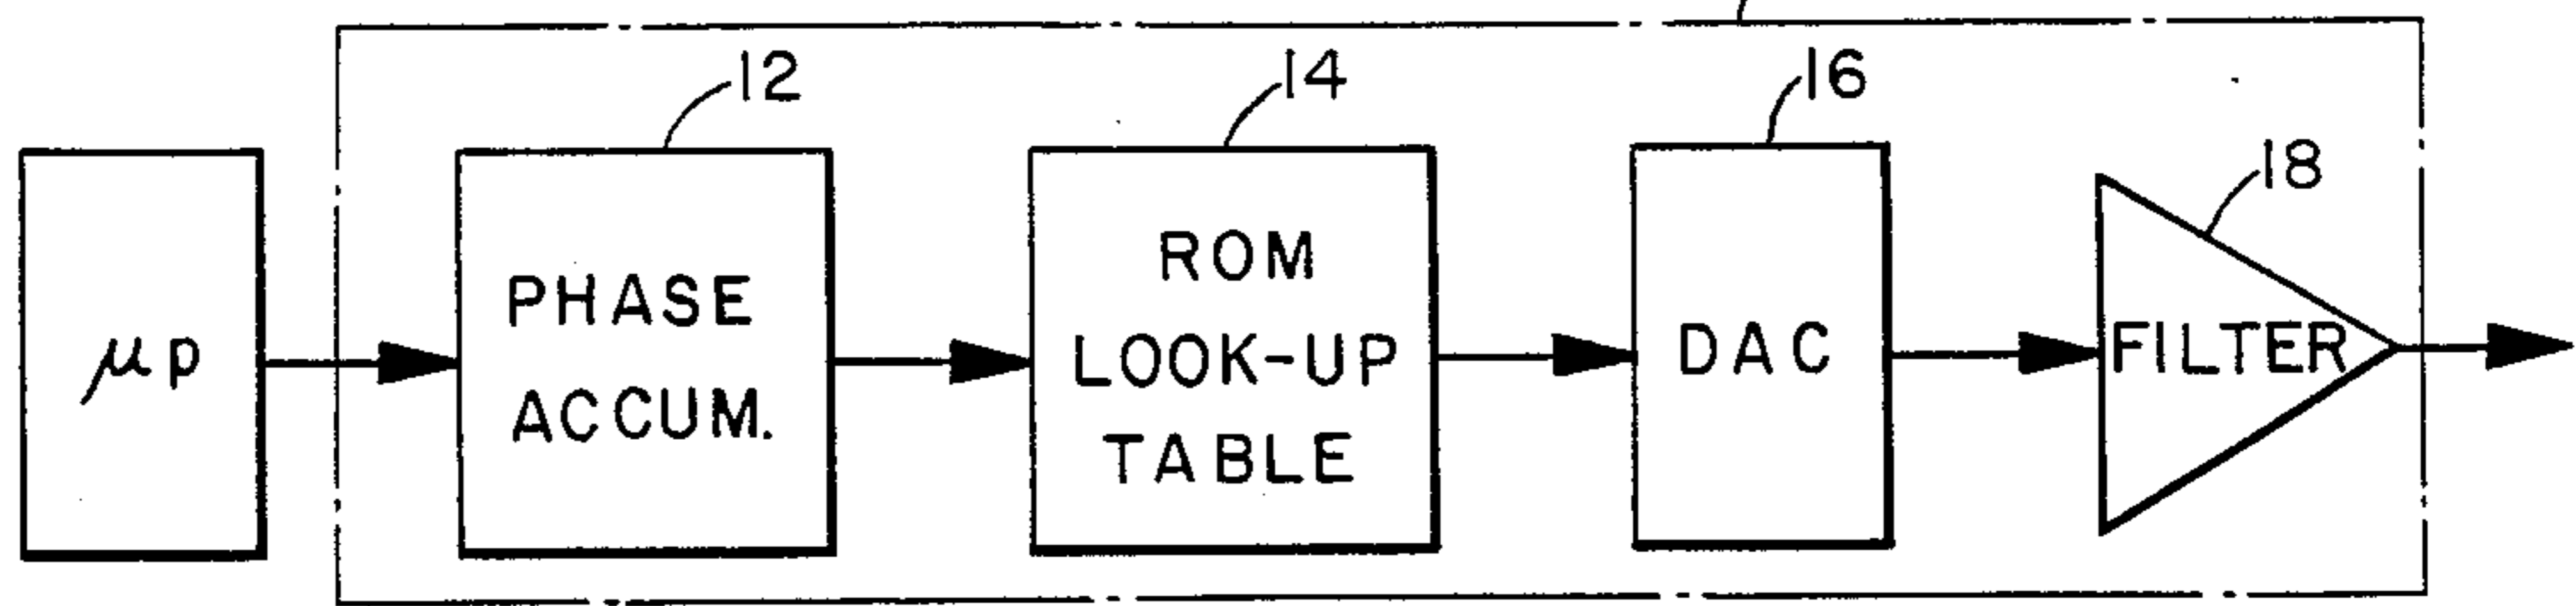 12
14
16
18
μp
PHASE
ACCUM.
ROM
LOOK-UP
TABLE
DAC
FILTER